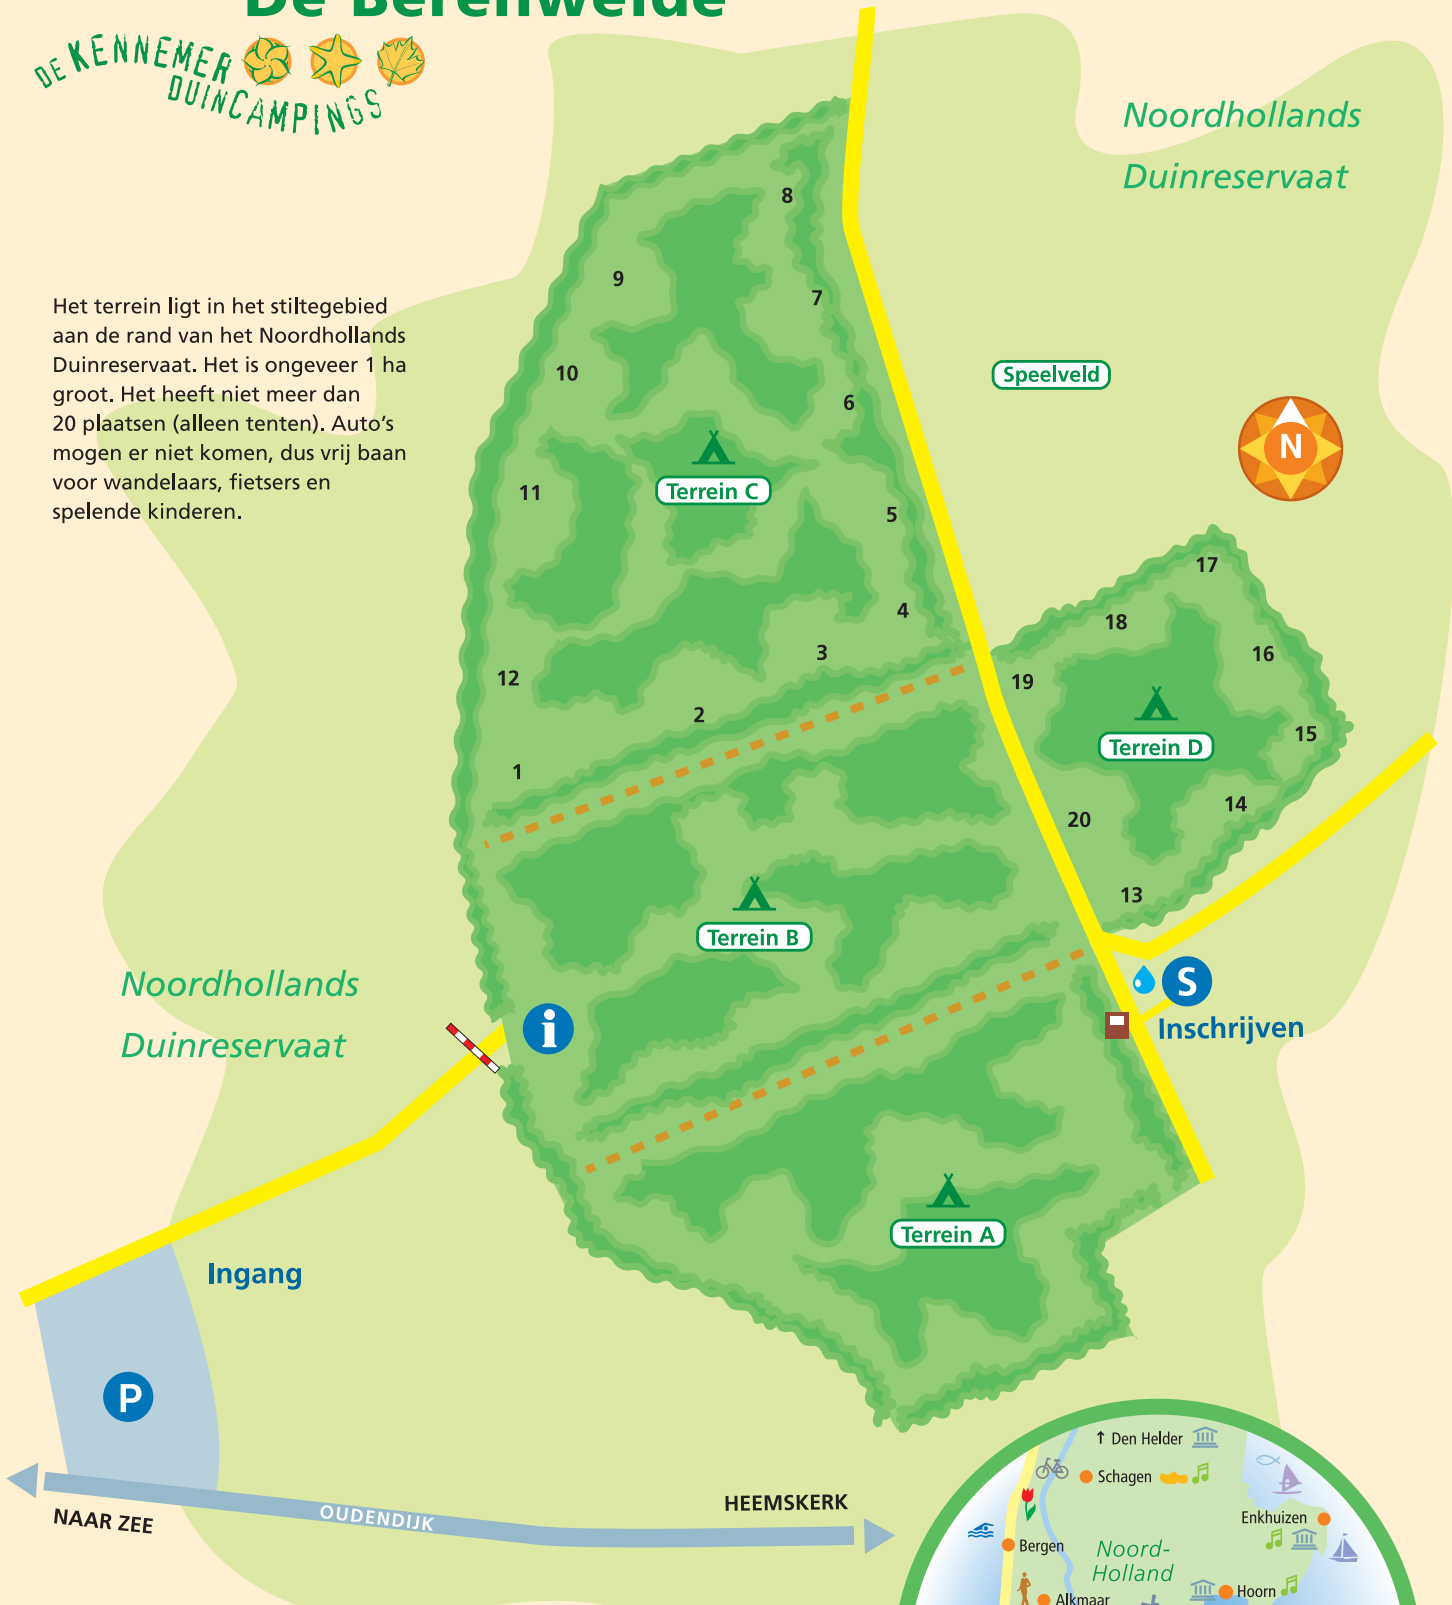 De Berenweide
DE KENNEMER
DUINCAMPINGS
Noordhollands
Duinreservaat
Het terrein ligt in het stiltegebied
aan de rand van het Noordhollands
Duinreservaat. Het is ongeveer 1 ha
groot. Het heeft niet meer dan
20 plaatsen (alleen tenten). Auto’s
mogen er niet komen, dus vrij baan
voor wandelaars, fietsers en
spelende kinderen.
8
9
7
10
6
Speelveld
N
Terrein C
11
5
4
3
12
2
1
17
18
16
19
15
Terrein D
14
20
13
Terrein B
Noordhollands
Duinreservaat
i
S
Inschrijven
Terrein A
Ingang
P
NAAR ZEE
OUDENDIJK
HEEMSKERK
↑ Den Helder
Schagen
Enkhuizen
Bergen
Noord-
Holland
Hoorn
Alkmaar